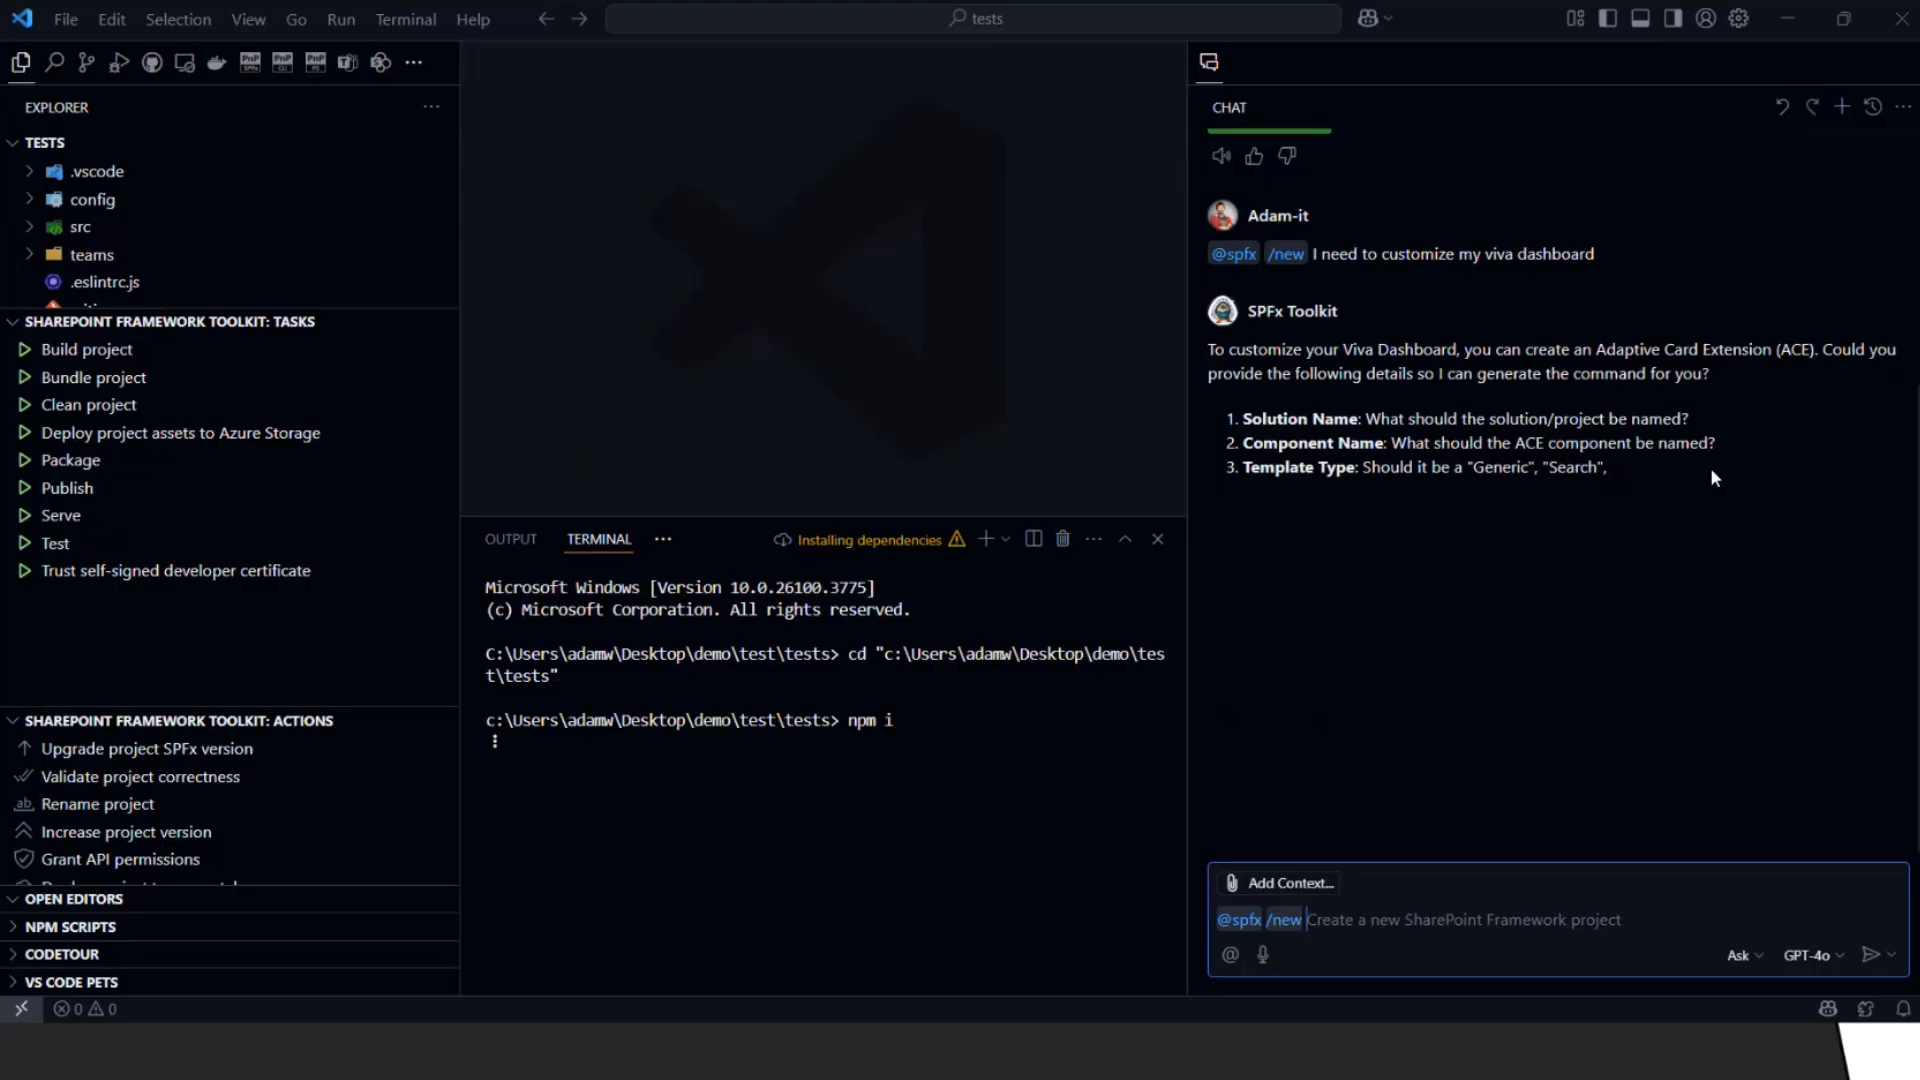 File Edit Selection View Go Run Terminal Help
tests
EXPLORER
TESTS
.vscode
config
src
teams
.eslintrc.js
SHAREPOINT FRAMEWORK TOOLKIT: TASKS
Build project
Bundle project
Clean project
Deploy project assets to Azure Storage
Package
Publish
Serve
Test
Trust self-signed developer certificate
SHAREPOINT FRAMEWORK TOOLKIT: ACTIONS
Upgrade project SPFx version
Validate project correctness
Rename project
Increase project version
Grant API permissions
OPEN EDITORS
NPM SCRIPTS
CODETOUR
VS CODE PETS
0 0
OUTPUT TERMINAL
Installing dependencies
Microsoft Windows [Version 10.0.26100.3775]
(c) Microsoft Corporation. All rights reserved.
C:\Users\adamw\Desktop\demo\test\tests> cd "c:\Users\adamw\Desktop\demo\tes
t\tests"
c:\Users\adamw\Desktop\demo\test\tests> npm i
CHAT
Adam-it
@spfx /new I need to customize my viva dashboard
SPFx Toolkit
To customize your Viva Dashboard, you can create an Adaptive Card Extension (ACE). Could you
provide the following details so I can generate the command for you?
1. Solution Name: What should the solution/project be named?
2. Component Name: What should the ACE component be named?
3. Template Type: Should it be a "Generic", "Search",
Add Context...
@spfx /new Create a new SharePoint Framework project
Ask GPT-4o